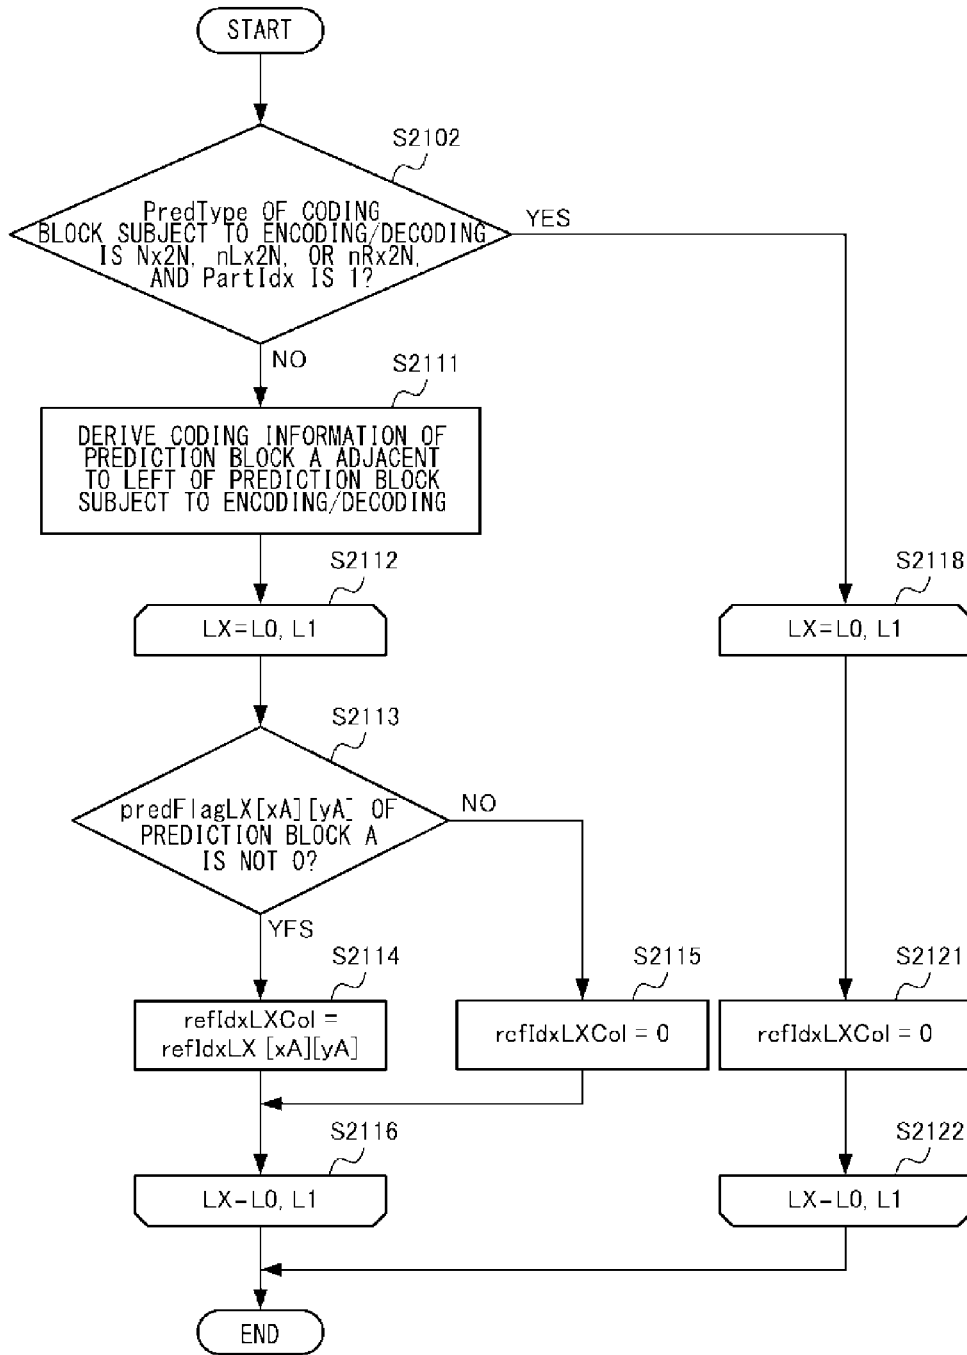 START
S2102
PredType OF CODING
BLOCK SUBJECT TO ENCODING/DECODING
IS Nx2N, nLx2N, OR nRx2N,
AND PartIdx IS 1?
YES
NO
S2111
DERIVE CODING INFORMATION OF
PREDICTION BLOCK A ADJACENT
TO LEFT OF PREDICTION BLOCK
SUBJECT TO ENCODING/DECODING
S2112
LX=L0, L1
S2118
LX=L0, L1
S2113
predFlagLX[xA][yA] OF
PREDICTION BLOCK A
IS NOT 0?
NO
YFS
S2114
refIdxLXCol =
refIdxLX [xA][yA]
S2115
rcfIdxLXCol = 0
S2121
rcfIdxLXCol = 0
S2116
LX-L0, L1
S2122
LX-L0, L1
END